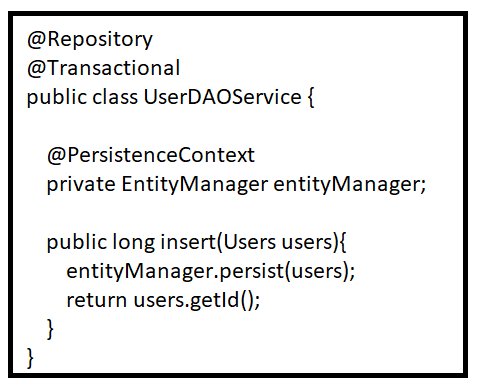 @Repository
@Transactional
public class UserDAOService {
@PersistenceContext
private EntityManager entityManager;
public long insert(Users users){
entityManager.persist(users);
return users.getId();
}
}